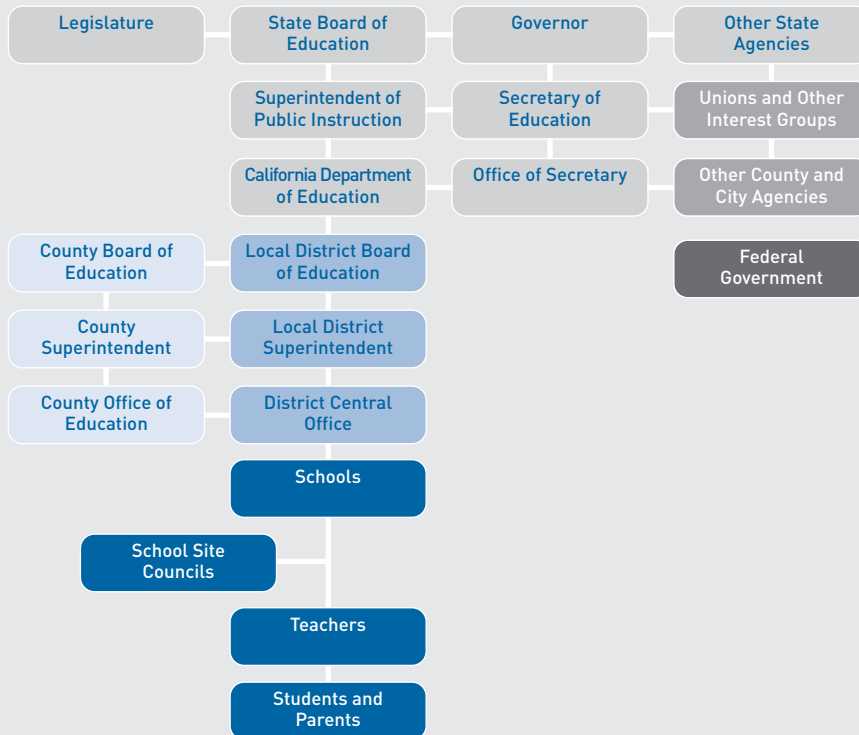 Legislature
State Board of
Education
Governor
Other State
Agencies
Superintendent of
Public Instruction
Secretary of
Education
Unions and Other
Interest Groups
California Department
of Education
Office of Secretary
Other County and
City Agencies
County Board of
Education
Local District Board
of Education
Federal
Government
County
Superintendent
Local District
Superintendent
County Office of
Education
District Central
Office
Schools
School Site
Councils
Teachers
Students and
Parents